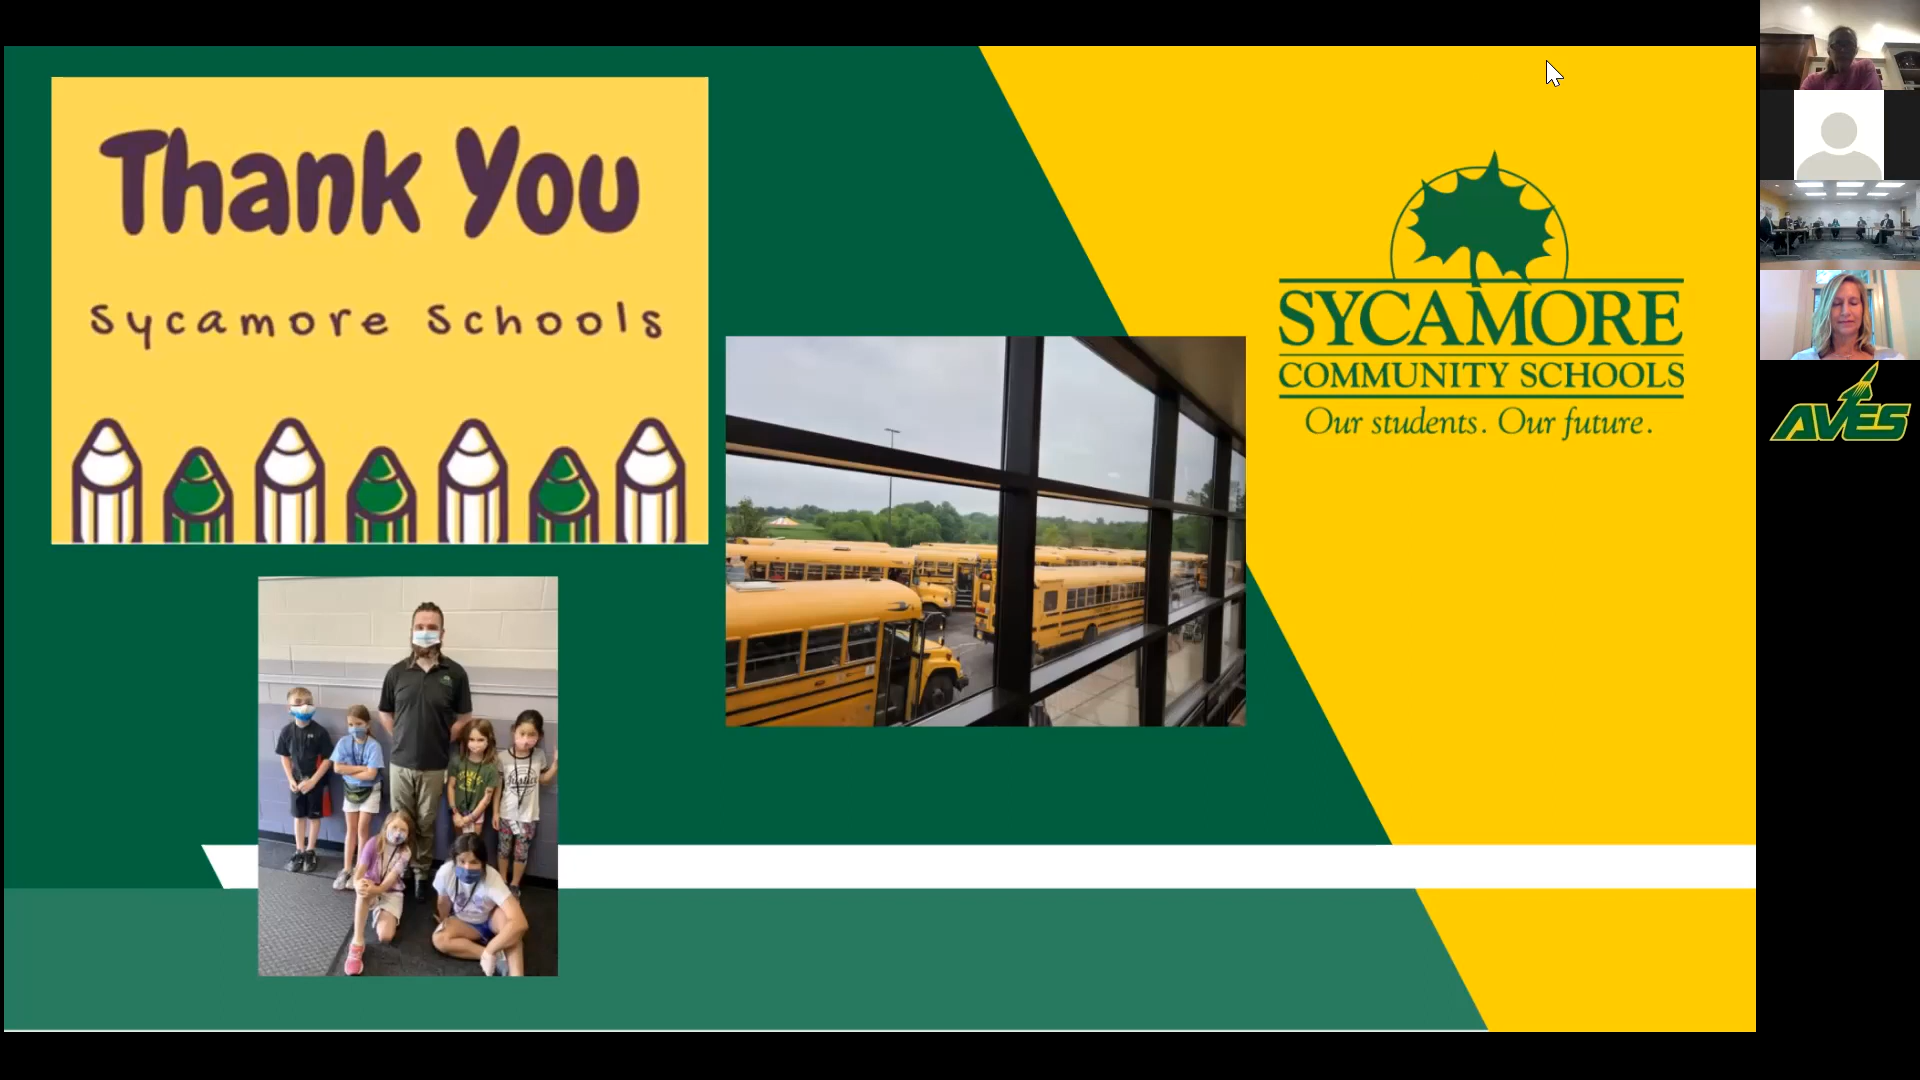 Thank You
Sycamore Schools
SYCAMORE
COMMUNITY SCHOOLS
Our students. Our future.
AVES